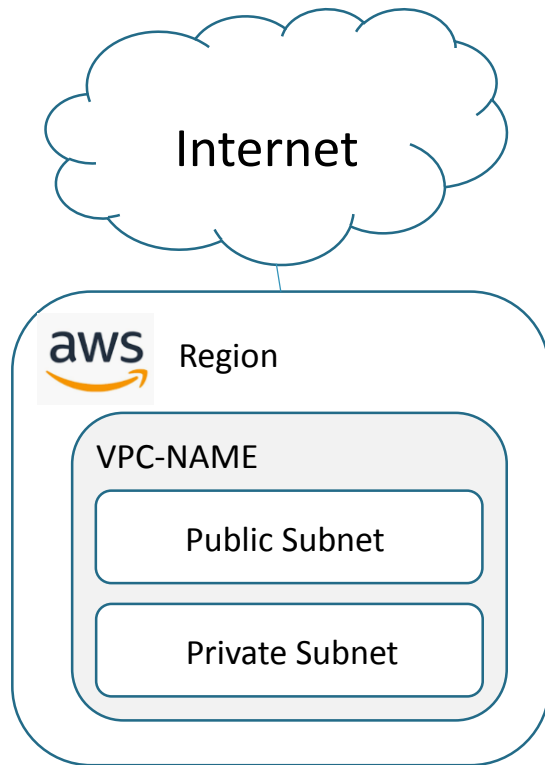 Internet
aws
Region
VPC-NAME
Public Subnet
Private Subnet